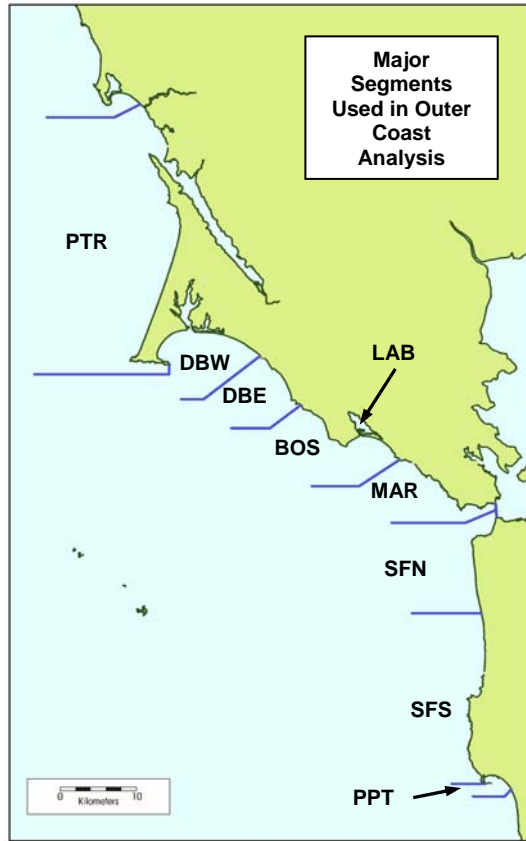 Major
Segments
Used in Outer
Coast
Analysis
PTR
LAB
DBW
DBE
BOS
MAR
SFN
SFS
PPT
0 10
Kilometers